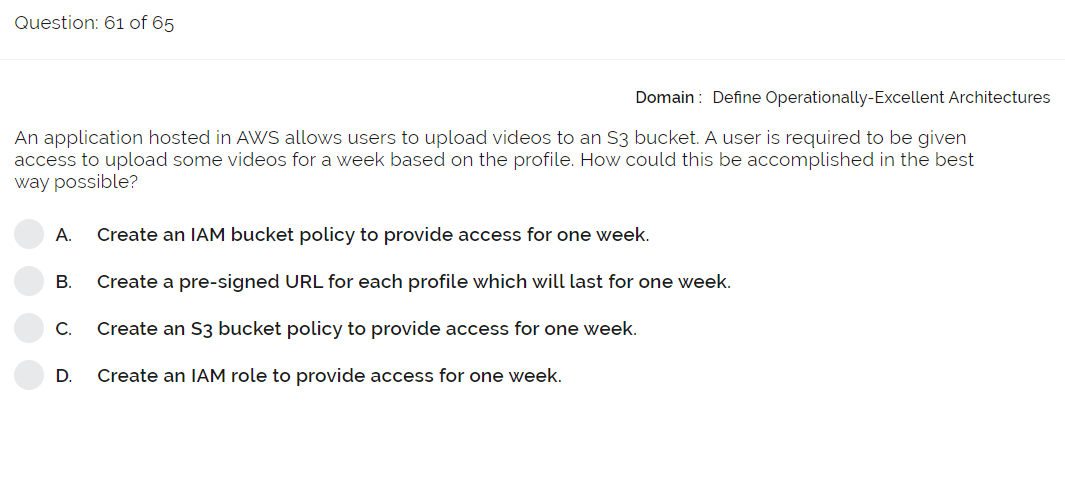 Question: 61 of 65
Domain : Define Operationally-Excellent Architectures
An application hosted in AWS allows users to upload videos to an S3 bucket. A user is required to be given
access to upload some videos for a week based on the profile. How could this be accomplished in the best
way possible?
A. Create an IAM bucket policy to provide access for one week.
B. Create a pre-signed URL for each profile which will last for one week.
C. Create an S3 bucket policy to provide access for one week.
D. Create an IAM role to provide access for one week.